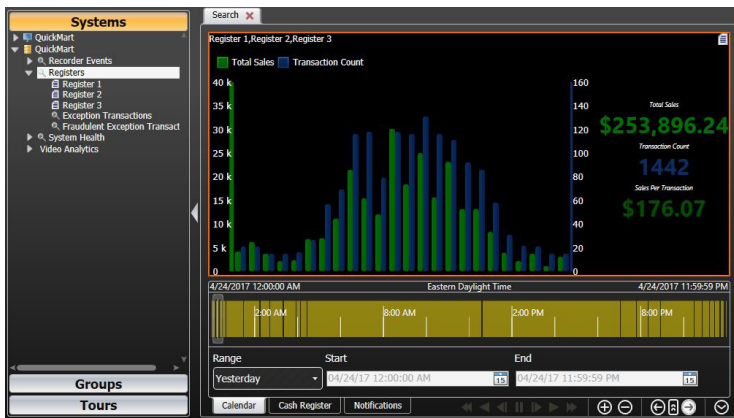 Systems
QuickMart
QuickMart
Recorder Events
Registers
Register 1
Register 2
Register 3
Exception Transactions
Fraudulent Exception Transact
System Health
Video Analytics
Groups
Tours
Search
Register 1,Register 2,Register 3
Total Sales Transaction Count
40 k 160
35 k 140
30 k 120
25 k 100
20 k 80
15 k 60
10 k 40
5 k 20
0 0
Total Sales
$253,896.24
Transaction Count
1442
Sales Per Transaction
$176.07
4/24/2017 12:00:00 AM Eastern Daylight Time 4/24/2017 11:59:59 PM
2:00 AM 8:00 AM 2:00 PM 8:00 PM
Range Start End
Yesterday 04/24/17 12:00:00 AM 15 04/24/17 11:59:59 PM 15
Calendar Cash Register Notifications